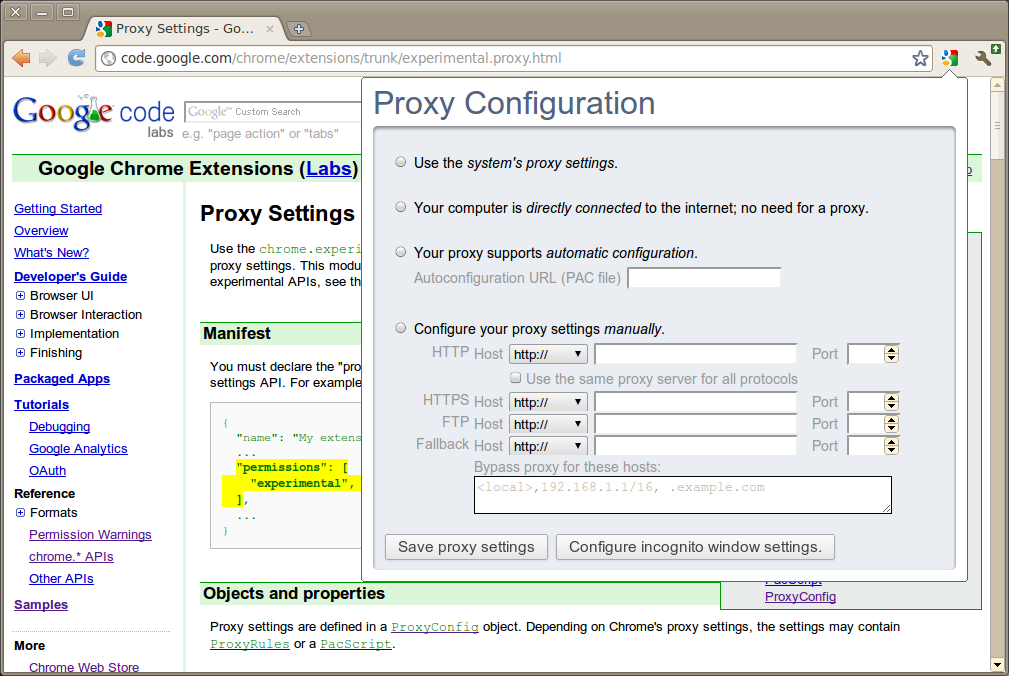 Proxy Settings - Go...
code.google.com/chrome/extensions/trunk/experimental.proxy.html
Google code
labs
Google™ Custom Search
e.g. "page action" or "tabs"
Google Chrome Extensions (Labs)
Getting Started
Overview
What's New?
Developer's Guide
Browser UI
Browser Interaction
Implementation
Finishing
Packaged Apps
Tutorials
Debugging
Google Analytics
OAuth
Reference
Formats
Permission Warnings
chrome.* APIs
Other APIs
Samples
More
Chrome Web Store
Proxy Settings
Use the chrome.experi
proxy settings. This modu
experimental APIs, see th
Manifest
You must declare the "pro
settings API. For example
{
"name": "My extens
...
"permissions": [
"experimental",
],
...
}
Objects and properties
Proxy settings are defined in a ProxyConfig object. Depending on Chrome's proxy settings, the settings may contain
ProxyRules or a PacScript.
PacScript
ProxyConfig
Proxy Configuration
Use the system's proxy settings.
Your computer is directly connected to the internet; no need for a proxy.
Your proxy supports automatic configuration.
Autoconfiguration URL (PAC file)
Configure your proxy settings manually.
HTTP Host http:// Port
Use the same proxy server for all protocols
HTTPS Host http:// Port
FTP Host http:// Port
Fallback Host http:// Port
Bypass proxy for these hosts:
<local>,192.168.1.1/16, .example.com
Save proxy settings
Configure incognito window settings.